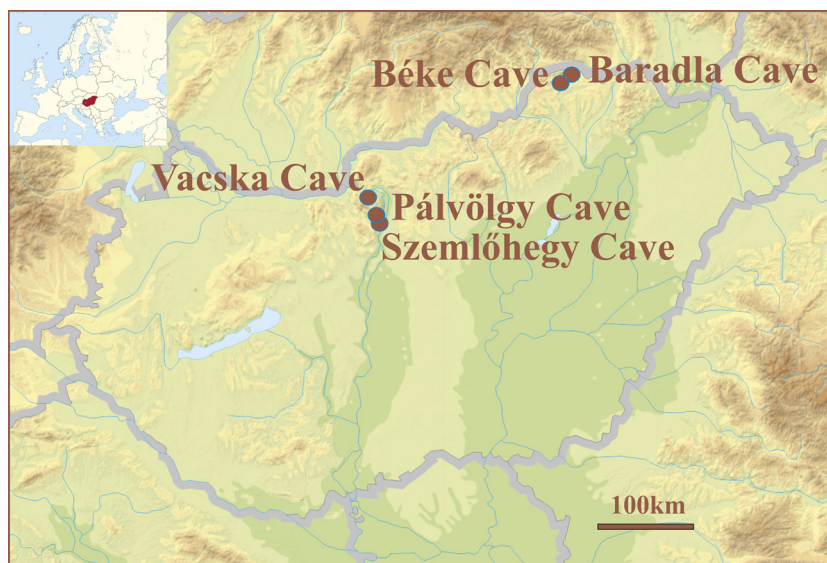 Béke Cave
Baradla Cave
Vacska Cave
Pálvölgy Cave
Szemlőhegy Cave
100km